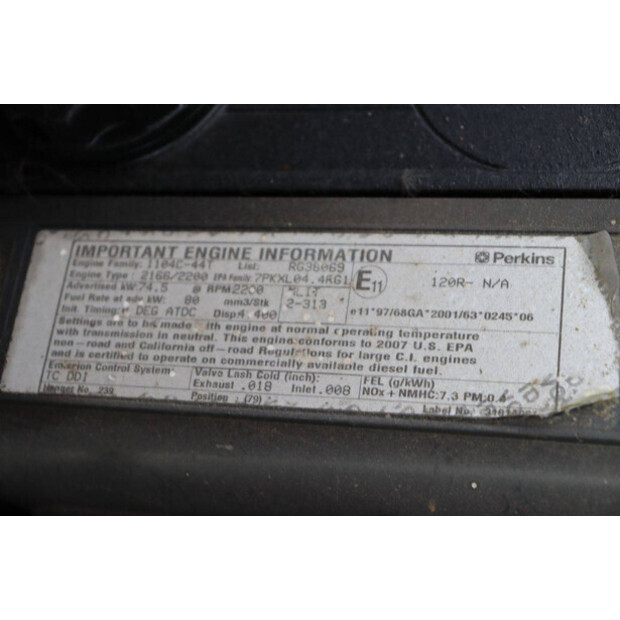 IMPORTANT ENGINE INFORMATION
Perkins
Engine Family: 1104C-44T List: RG36069
Engine Type : 2166/2200 EPA Family 7PKXL04.4RG1
E11
120R- N/A
Advertised kW: 74.5 @ RPM 2200
Fuel Rate at adv kW: 80 mm3/Stk 2-313
Init. Timing: DEG ATDC Disp: 4.400
e11*97/68GA*2001/63*0245*06
Settings are to be made with engine at normal operating temperature
with transmission in neutral. This engine conforms to 2007 U.S. EPA
non-road and California off-road Regulations for large C.I. engines
and is certified to operate on commercially available diesel fuel.
Emission Control System
TC DDI
Valve Lash Cold (inch):
Exhaust .018 Inlet .008
FEL (g/kWh)
NOx + NMHC: 7.3 PM: 0.4
Hanger No. 239
Position : (79)
Label No.